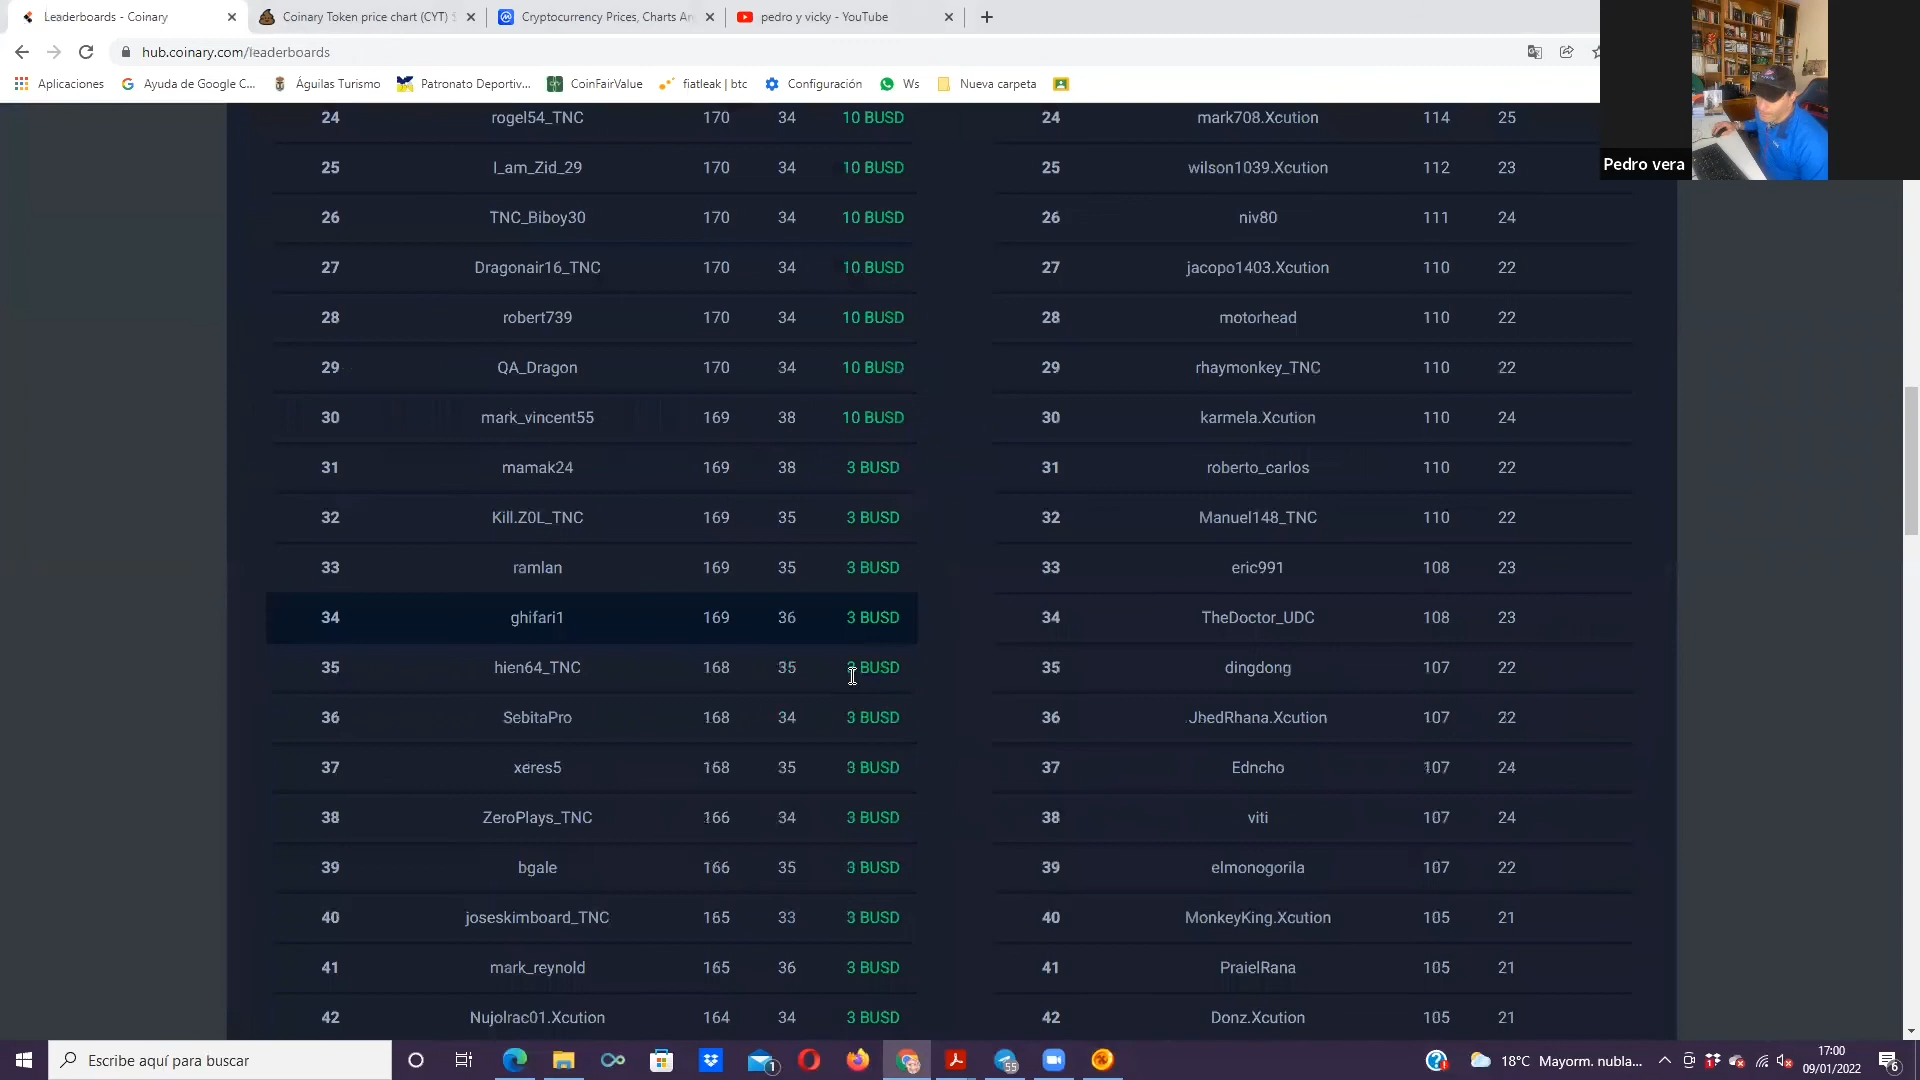 Leaderboards - Coinary
Coinary Token price chart (CYT)
Cryptocurrency Prices, Charts An
pedro y vicky - YouTube
hub.coinary.com/leaderboards
Aplicaciones Ayuda de Google C... Águilas Turismo Patronato Deportiv... CoinFairValue fiatleak | btc Configuración Ws Nueva carpeta
Pedro vera
24 rogel54_TNC 170 34 10 BUSD 24 mark708.Xcution 114 25
25 I_am_Zid_29 170 34 10 BUSD 25 wilson1039.Xcution 112 23
26 TNC_Biboy30 170 34 10 BUSD 26 niv80 111 24
27 Dragonair16_TNC 170 34 10 BUSD 27 jacopo1403.Xcution 110 22
28 robert739 170 34 10 BUSD 28 motorhead 110 22
29 QA_Dragon 170 34 10 BUSD 29 rhaymonkey_TNC 110 22
30 mark_vincent55 169 38 10 BUSD 30 karmela.Xcution 110 24
31 mamak24 169 38 3 BUSD 31 roberto_carlos 110 22
32 Kill.Z0L_TNC 169 35 3 BUSD 32 Manuel148_TNC 110 22
33 ramlan 169 35 3 BUSD 33 eric991 108 23
34 ghifari1 169 36 3 BUSD 34 TheDoctor_UDC 108 23
35 hien64_TNC 168 35 3 BUSD 35 dingdong 107 22
36 SebitaPro 168 34 3 BUSD 36 JhedRhana.Xcution 107 22
37 xeres5 168 35 3 BUSD 37 Edncho 107 24
38 ZeroPlays_TNC 166 34 3 BUSD 38 viti 107 24
39 bgale 166 35 3 BUSD 39 elmonogorila 107 22
40 joseskimboard_TNC 165 33 3 BUSD 40 MonkeyKing.Xcution 105 21
41 mark_reynold 165 36 3 BUSD 41 PraielRana 105 21
42 Nujolrac01.Xcution 164 34 3 BUSD 42 Donz.Xcution 105 21
Escribe aquí para buscar 1 55 18°C Mayorm. nubla... 17:00
09/01/2022 6